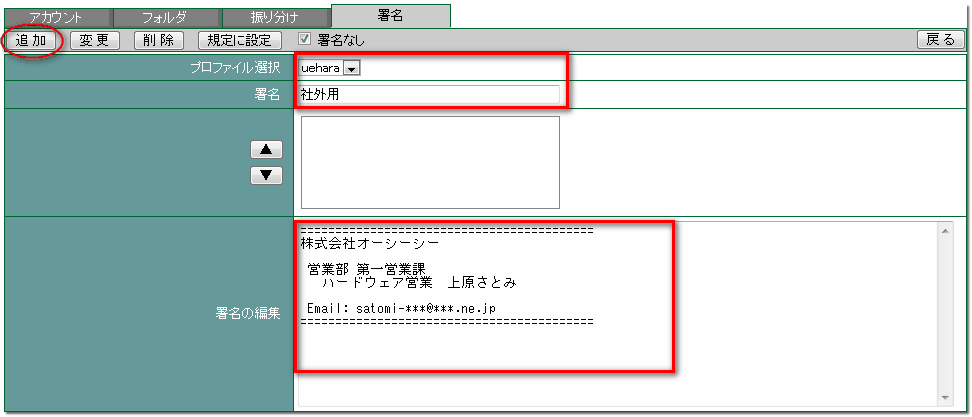 アカウント フォルダ 振り分け 署名
追加 変更 削除 規定に設定 署名なし 戻る
プロファイル選択 uehara
署名 社外用
▲
▼
署名の編集
==========================================
株式会社オーシーシー
営業部 第一営業課
ハードウェア営業 上原さとみ
Email: satomi-***@***.ne.jp
==========================================